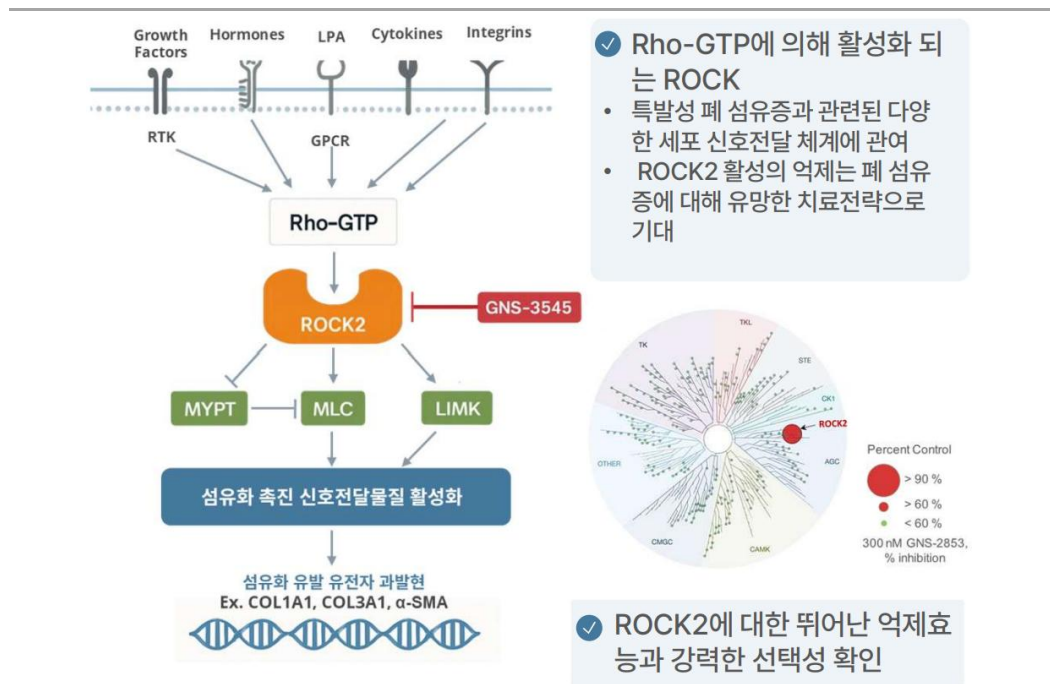 Growth Factors
Hormones
LPA
Cytokines
Integrins
RTK
GPCR
Rho-GTP
ROCK2
GNS-3545
MYPT
MLC
LIMK
섬유화 촉진 신호전달물질 활성화
섬유화 유발 유전자 과발현
Ex. COL1A1, COL3A1, α-SMA
Rho-GTP에 의해 활성화 되
는 ROCK
• 특발성 폐 섬유증과 관련된 다양
한 세포 신호전달 체계에 관여
• ROCK2 활성의 억제는 폐 섬유
증에 대해 유망한 치료전략으로
기대
TK
TKL
STE
CK1
ROCK2
AGC
CAMK
CMGC
OTHER
Percent Control
> 90 %
> 60 %
< 60 %
300 nM GNS-2853,
% inhibition
ROCK2에 대한 뛰어난 억제효
능과 강력한 선택성 확인